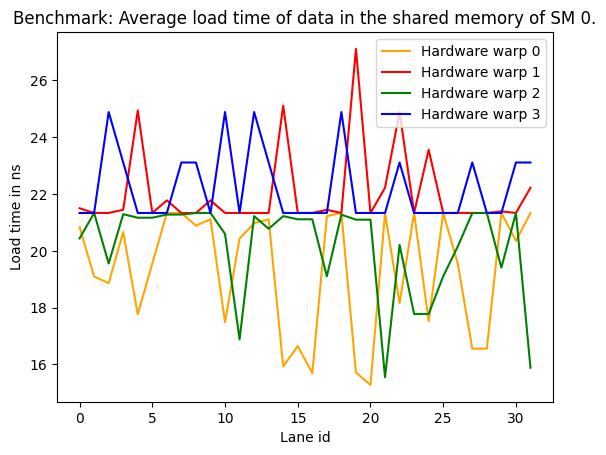 Benchmark: Average load time of data in the shared memory of SM 0.
Hardware warp 0
Hardware warp 1
Hardware warp 2
Hardware warp 3
Load time in ns
26
24
22
20
18
16
0 5 10 15 20 25 30
Lane id